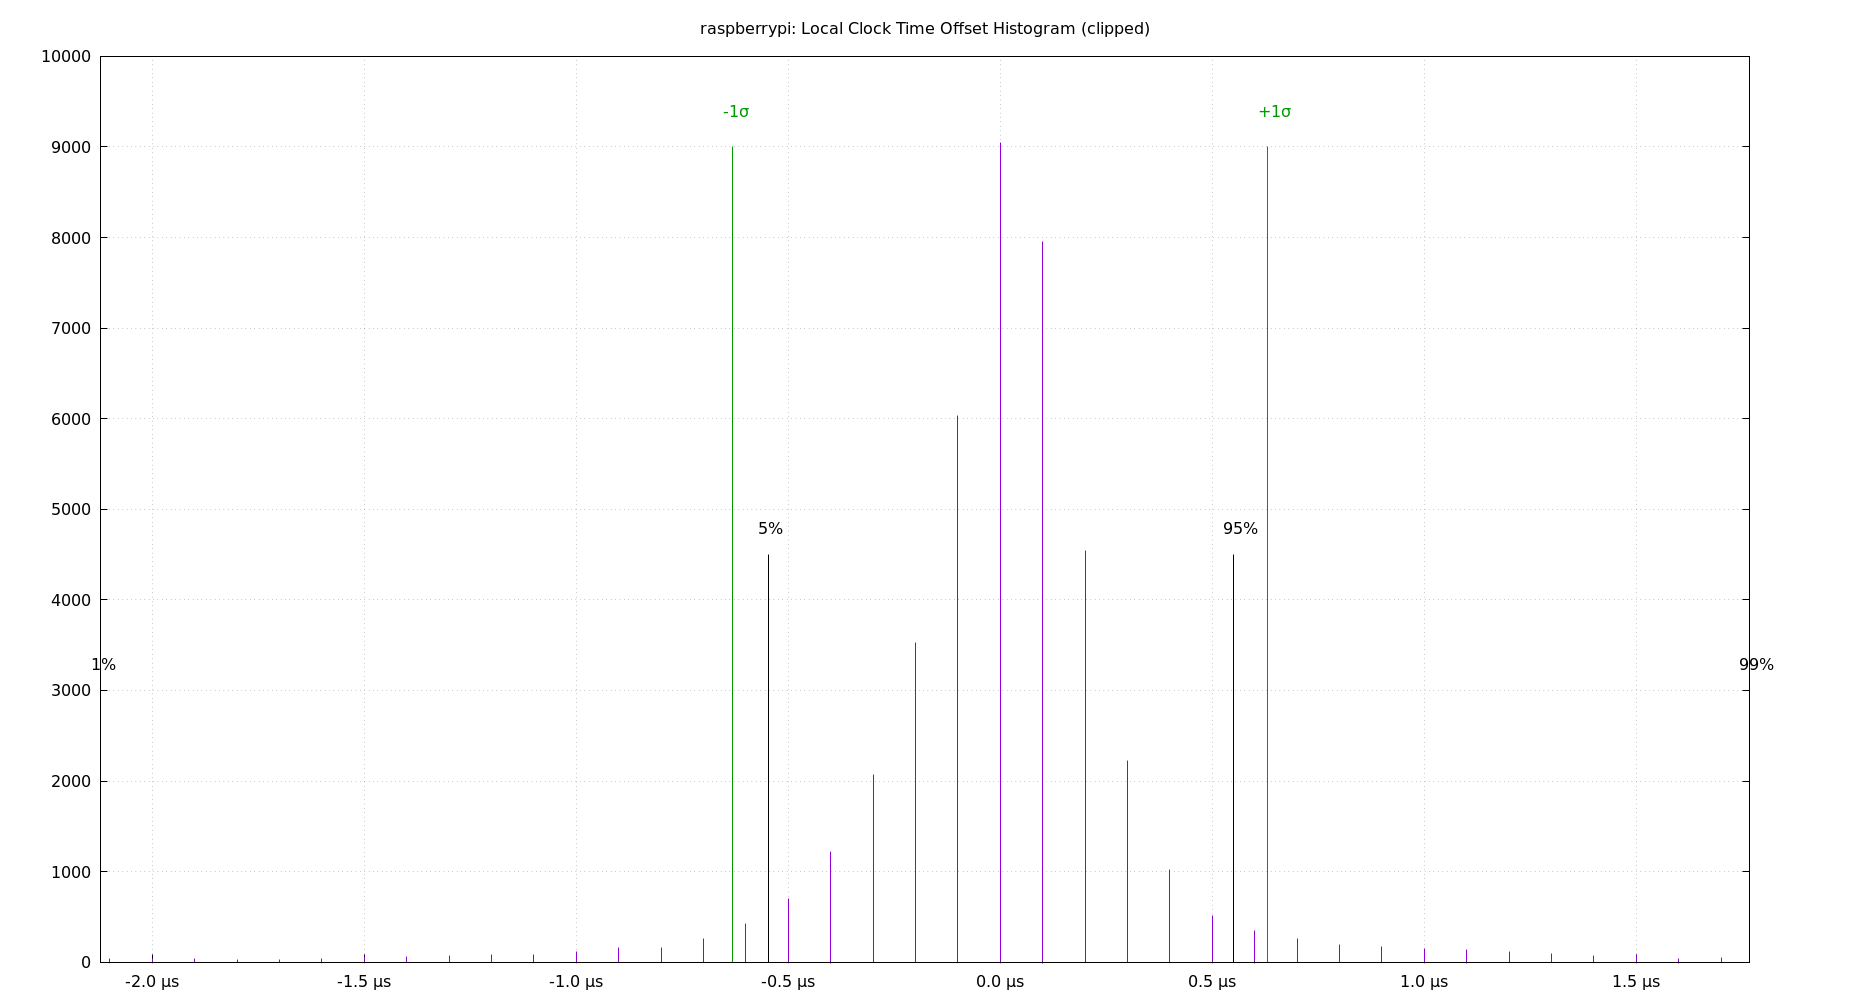 raspberrypi: Local Clock Time Offset Histogram (clipped)
10000
-1σ
+1σ
9000
8000
7000
6000
5%
95%
5000
4000
1%
99%
3000
2000
1000
0
-2.0 µs
-1.5 µs
-1.0 µs
-0.5 µs
0.0 µs
0.5 µs
1.0 µs
1.5 µs